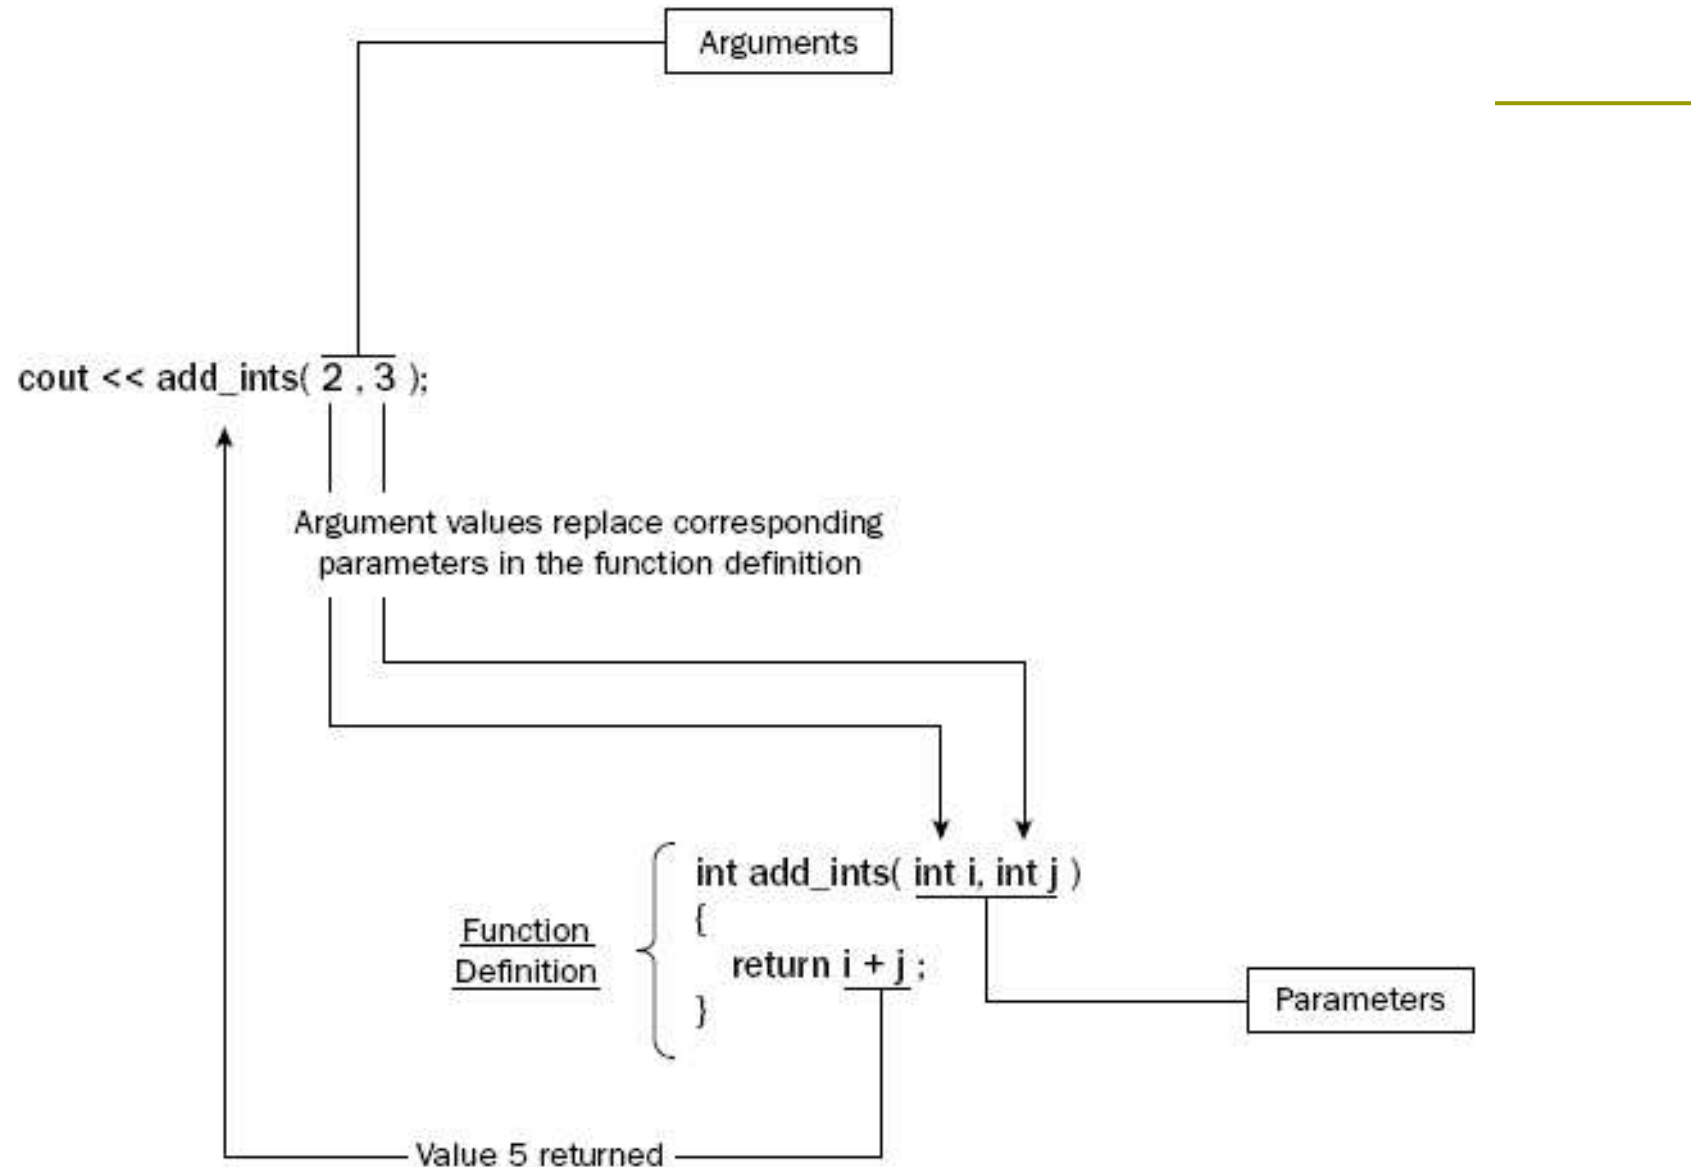 Arguments
cout << add_ints( 2 , 3 );
Argument values replace corresponding
parameters in the function definition
int add_ints( int i, int j )
{
Function
Definition
return i + j ;
}
Parameters
Value 5 returned